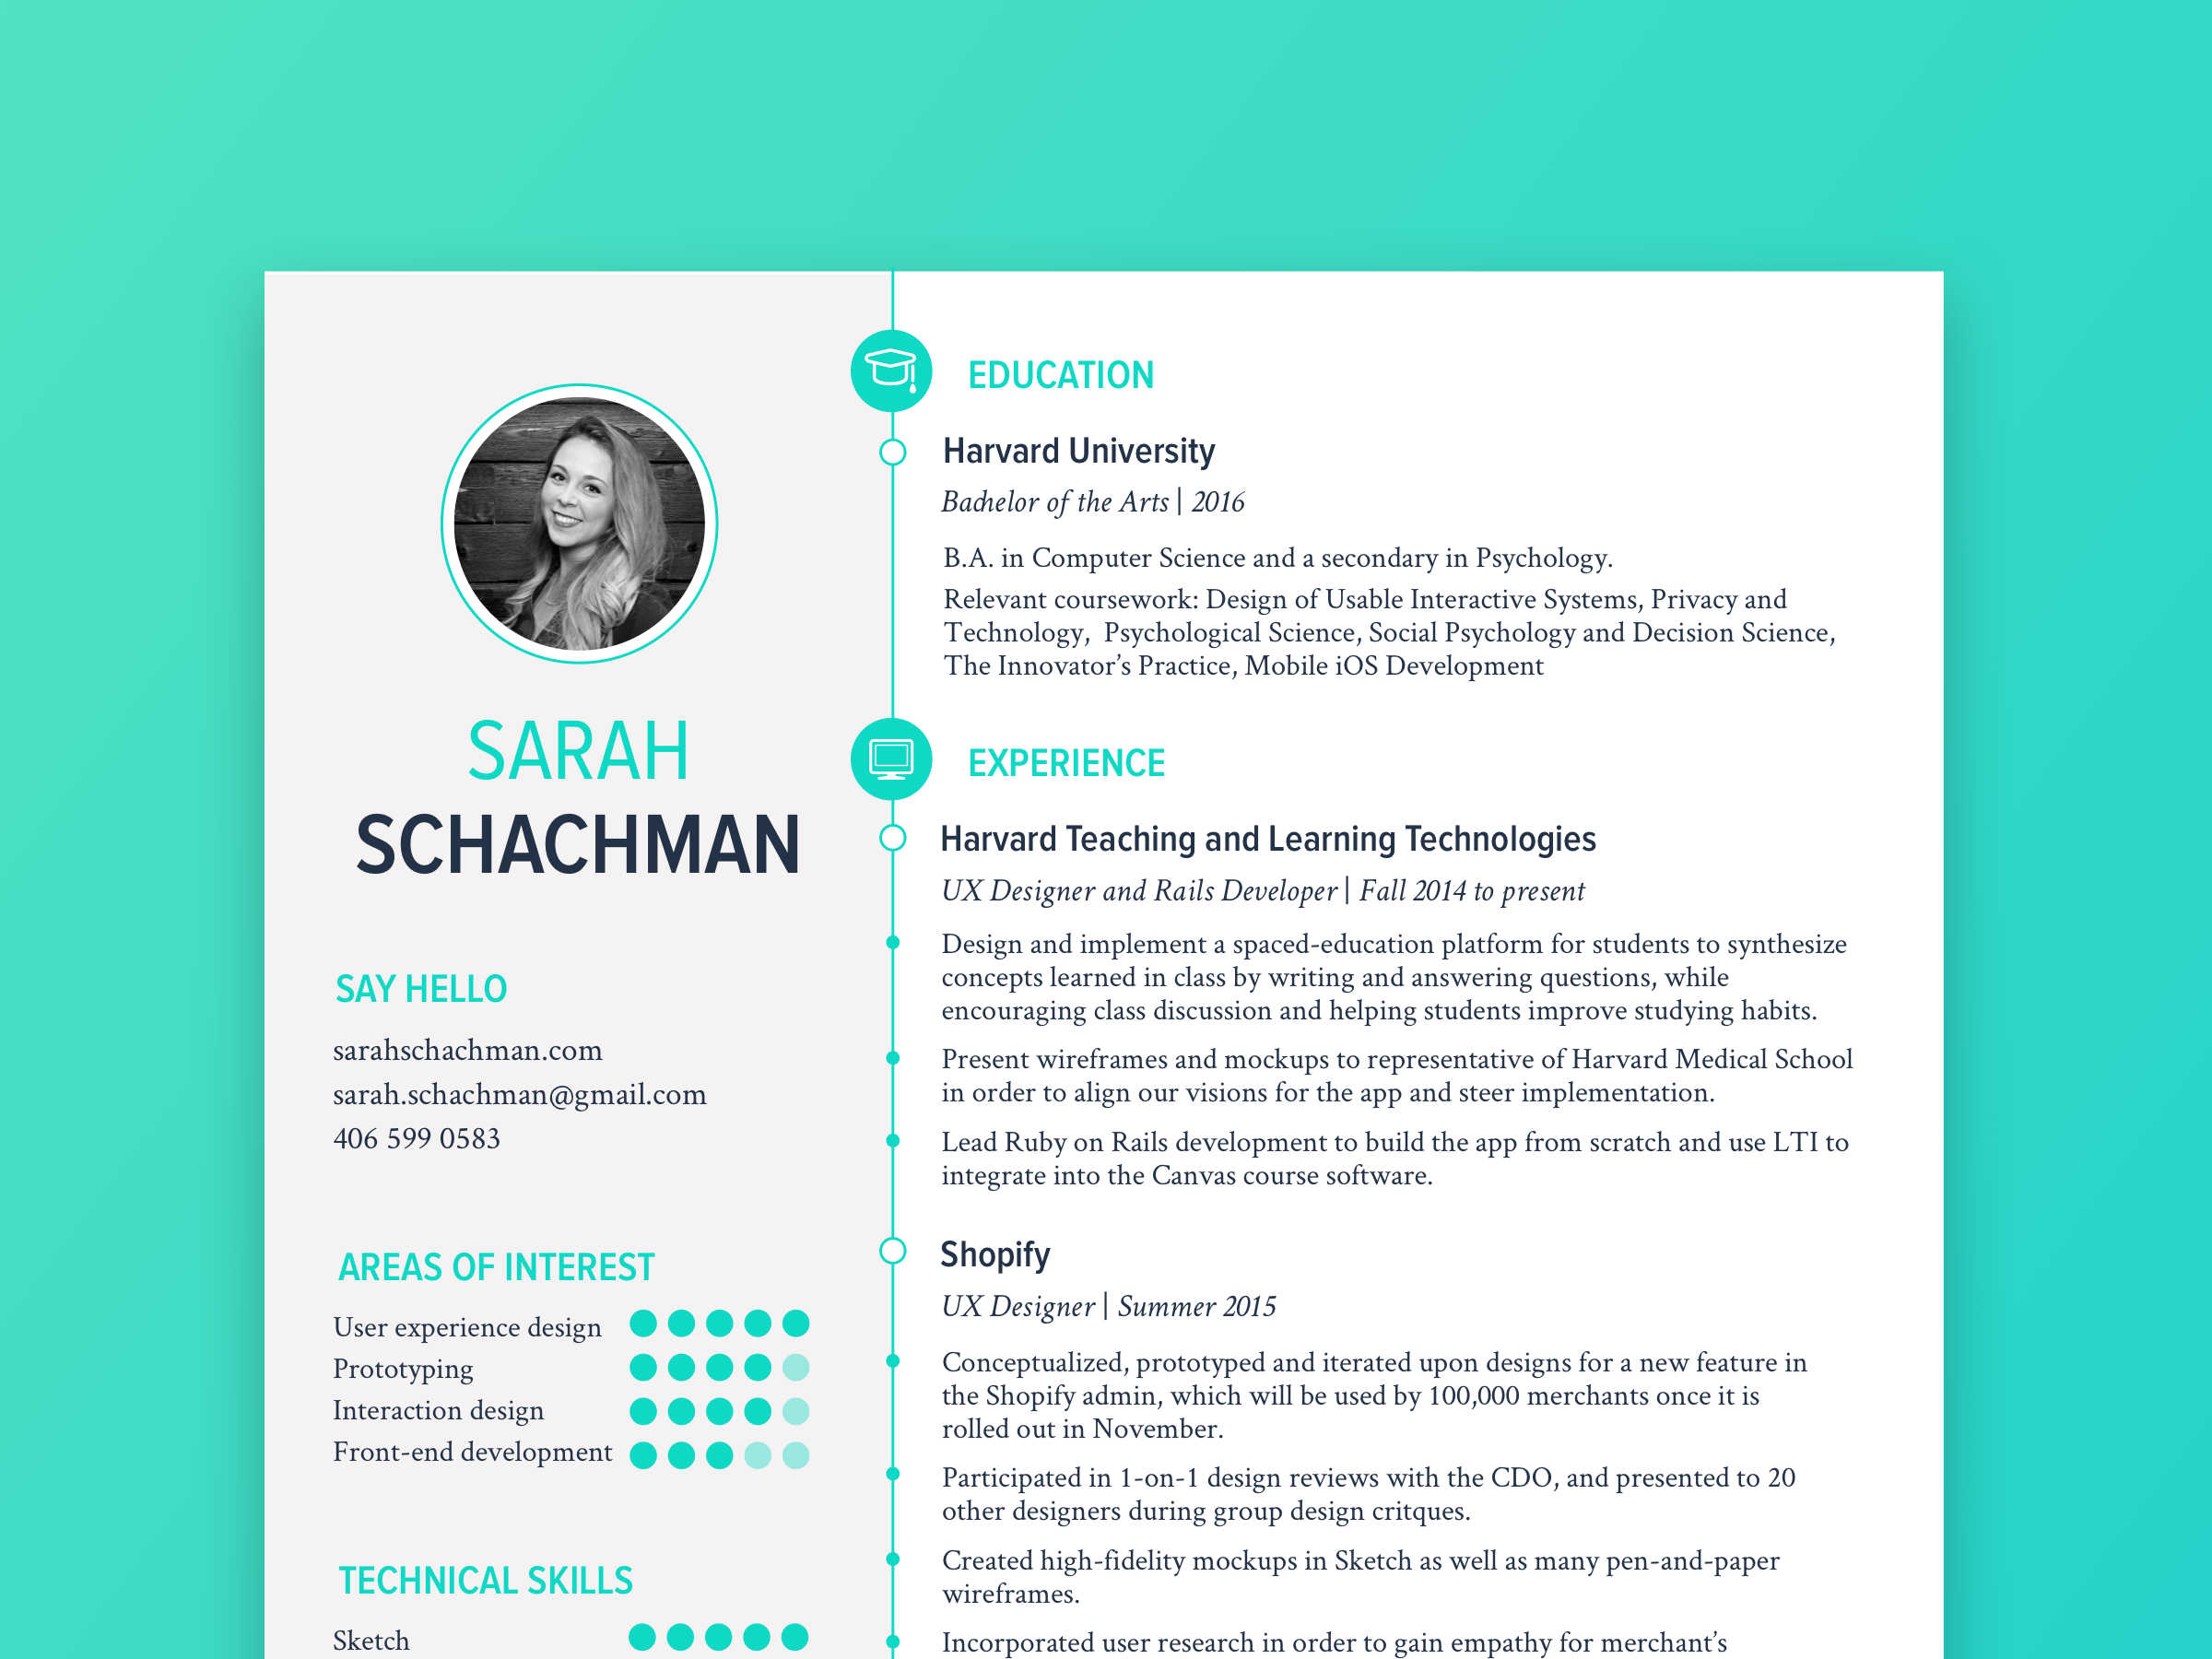 SARAH
SCHACHMAN
SAY HELLO
sarahschachman.com
sarah.schachman@gmail.com
406 599 0583
AREAS OF INTEREST
User experience design
Prototyping
Interaction design
Front-end development
TECHNICAL SKILLS
Sketch
EDUCATION
Harvard University
Bachelor of the Arts | 2016
B.A. in Computer Science and a secondary in Psychology.
Relevant coursework: Design of Usable Interactive Systems, Privacy and
Technology,  Psychological Science, Social Psychology and Decision Science,
The Innovator’s Practice, Mobile iOS Development
EXPERIENCE
Harvard Teaching and Learning Technologies
UX Designer and Rails Developer | Fall 2014 to present
Design and implement a spaced-education platform for students to synthesize
concepts learned in class by writing and answering questions, while
encouraging class discussion and helping students improve studying habits.
Present wireframes and mockups to representative of Harvard Medical School
in order to align our visions for the app and steer implementation.
Lead Ruby on Rails development to build the app from scratch and use LTI to
integrate into the Canvas course software.
Shopify
UX Designer | Summer 2015
Conceptualized, prototyped and iterated upon designs for a new feature in
the Shopify admin, which will be used by 100,000 merchants once it is
rolled out in November.
Participated in 1-on-1 design reviews with the CDO, and presented to 20
other designers during group design critques.
Created high-fidelity mockups in Sketch as well as many pen-and-paper
wireframes.
Incorporated user research in order to gain empathy for merchant’s